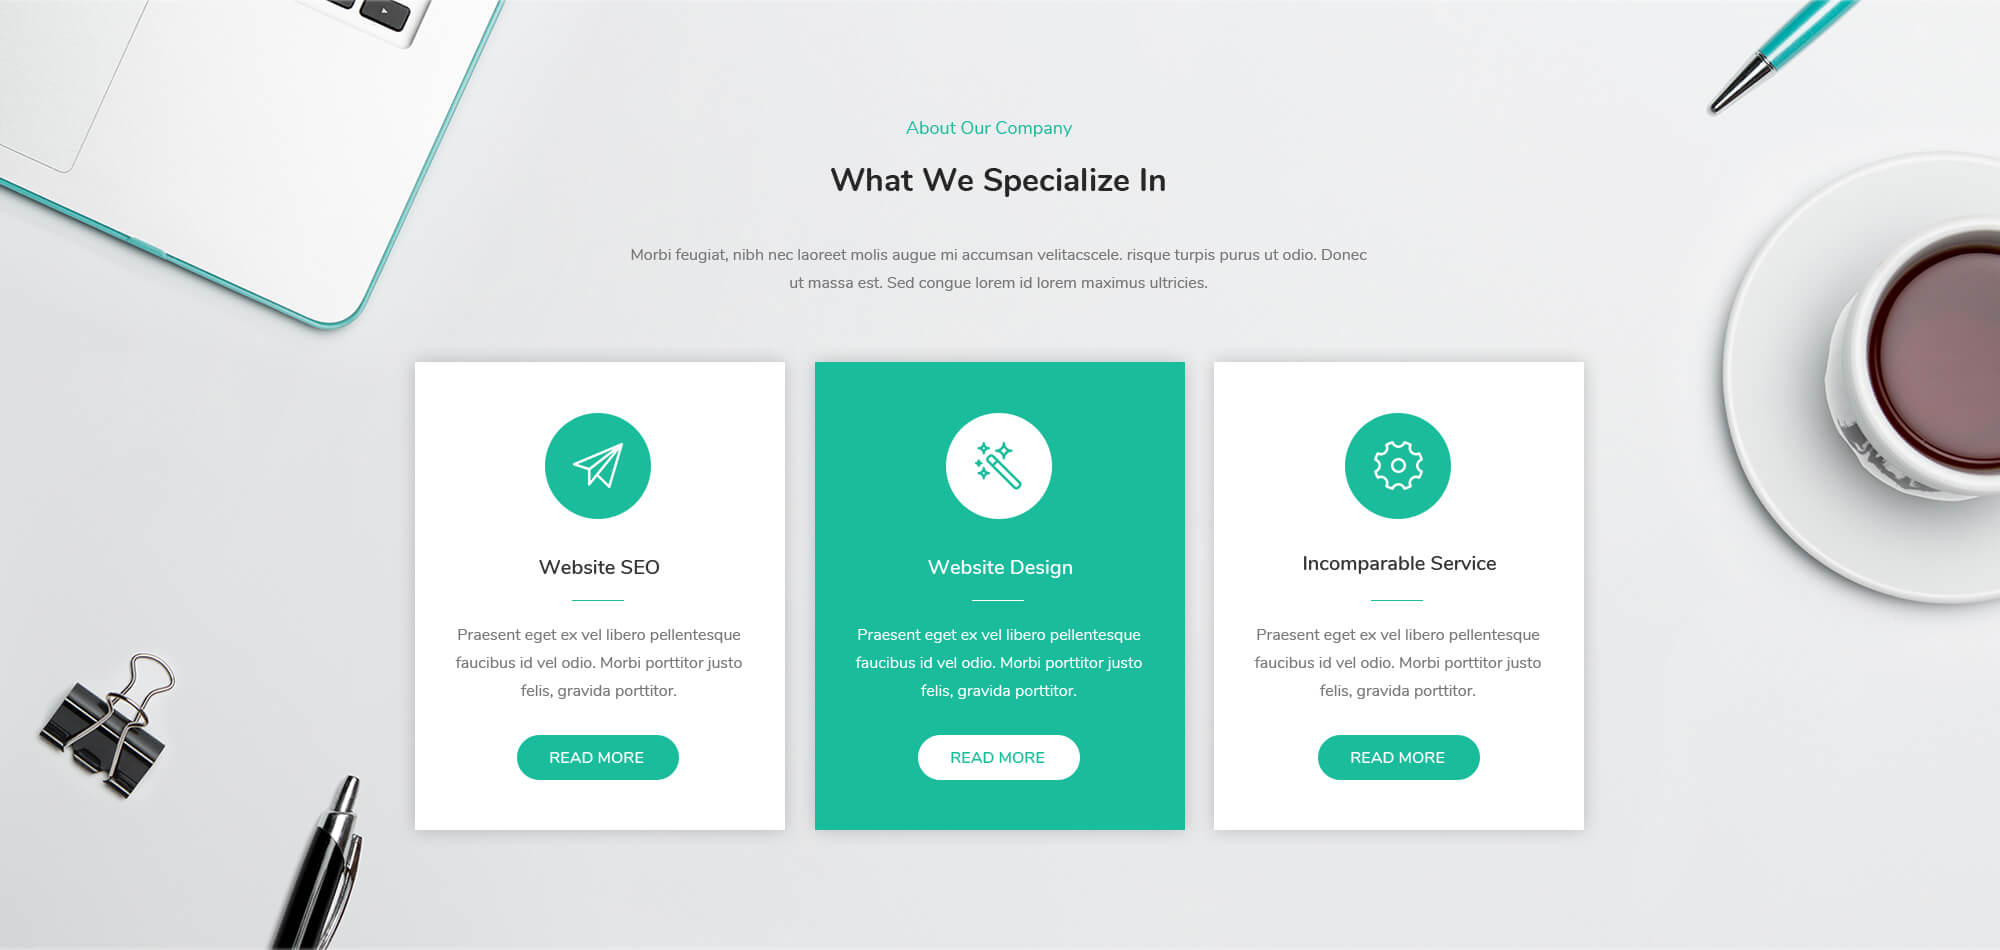 About Our Company
What We Specialize In
Morbi feugiat, nibh nec laoreet molis augue mi accumsan velitacscele. risque turpis purus ut odio. Donec
ut massa est. Sed congue lorem id lorem maximus ultricies.
Website SEO
Praesent eget ex vel libero pellentesque
faucibus id vel odio. Morbi porttitor justo
felis, gravida porttitor.
READ MORE
Website Design
Praesent eget ex vel libero pellentesque
faucibus id vel odio. Morbi porttitor justo
felis, gravida porttitor.
READ MORE
Incomparable Service
Praesent eget ex vel libero pellentesque
faucibus id vel odio. Morbi porttitor justo
felis, gravida porttitor.
READ MORE